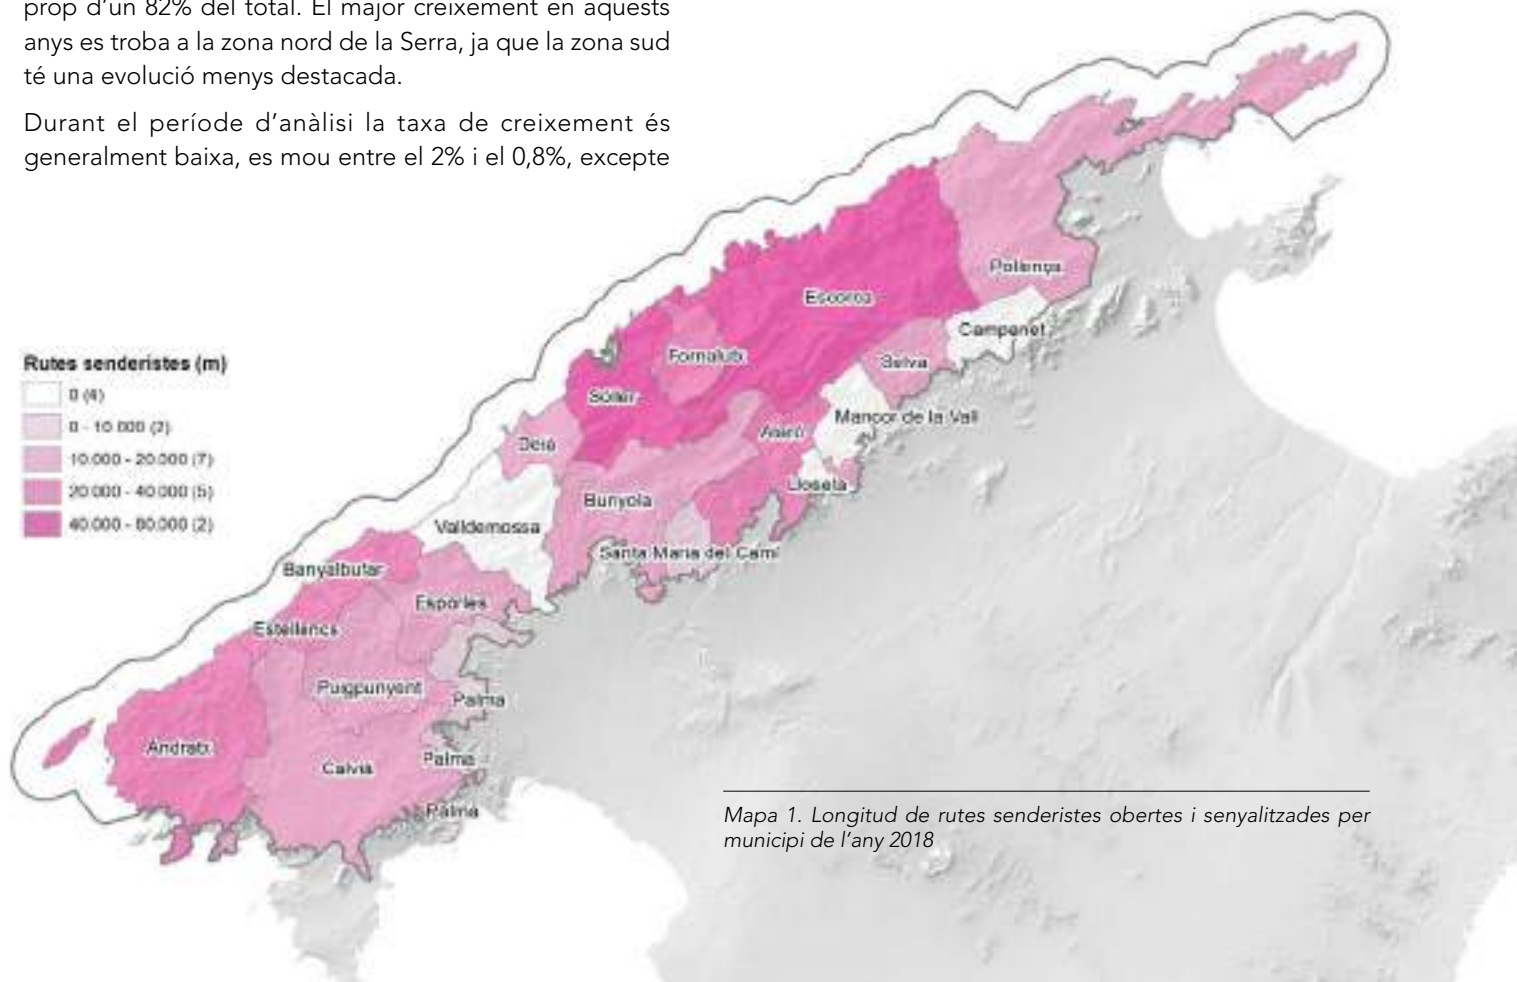 prop d’un 82% del total. El major creixement en aquests
anys es troba a la zona nord de la Serra, ja que la zona sud
té una evolució menys destacada.
Durant el període d’anàlisi la taxa de creixement és
generalment baixa, es mou entre el 2% i el 0,8%, excepte
Rutes senderistes (m)
0 (4)
0 - 10.000 (2)
10.000 - 20.000 (7)
20.000 - 40.000 (5)
40.000 - 80.000 (2)
Pollença
Escorca
Campanet
Fornalutx
Selva
Sóller
Mancor de la Vall
Alaró
Deià
Lloseta
Bunyola
Valldemossa
Santa Maria del Camí
Banyalbufar
Esporles
Estellencs
Puigpunyent
Palma
Andratx
Calvià
Palma
Palma
Mapa 1. Longitud de rutes senderistes obertes i senyalitzades per
municipi de l’any 2018